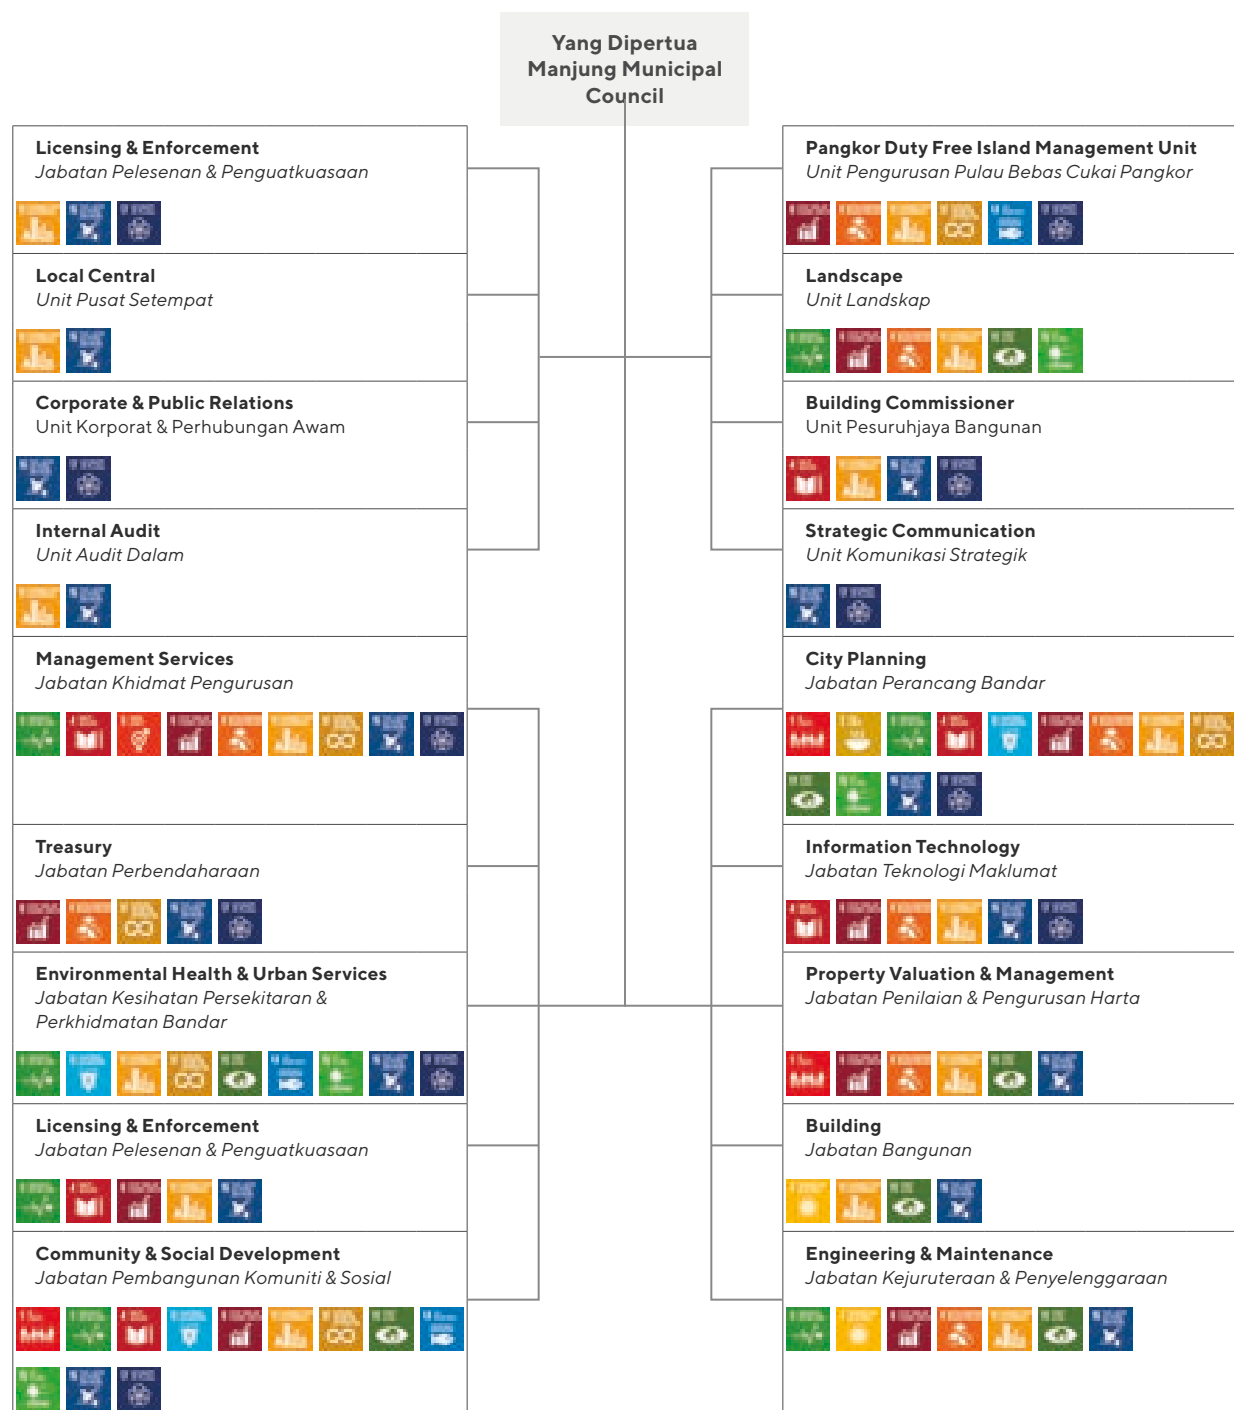 Yang Dipertua
Manjung Municipal
Council
Licensing & Enforcement
Jabatan Pelesenan & Penguatkuasaan
Local Central
Unit Pusat Setempat
Corporate & Public Relations
Unit Korporat & Perhubungan Awam
Internal Audit
Unit Audit Dalam
Management Services
Jabatan Khidmat Pengurusan
Treasury
Jabatan Perbendaharaan
Environmental Health & Urban Services
Jabatan Kesihatan Persekitaran &
Perkhidmatan Bandar
Licensing & Enforcement
Jabatan Pelesenan & Penguatkuasaan
Community & Social Development
Jabatan Pembangunan Komuniti & Sosial
Pangkor Duty Free Island Management Unit
Unit Pengurusan Pulau Bebas Cukai Pangkor
Landscape
Unit Landskap
Building Commissioner
Unit Pesuruhjaya Bangunan
Strategic Communication
Unit Komunikasi Strategik
City Planning
Jabatan Perancang Bandar
Information Technology
Jabatan Teknologi Maklumat
Property Valuation & Management
Jabatan Penilaian & Pengurusan Harta
Building
Jabatan Bangunan
Engineering & Maintenance
Jabatan Kejuruteraan & Penyelenggaraan